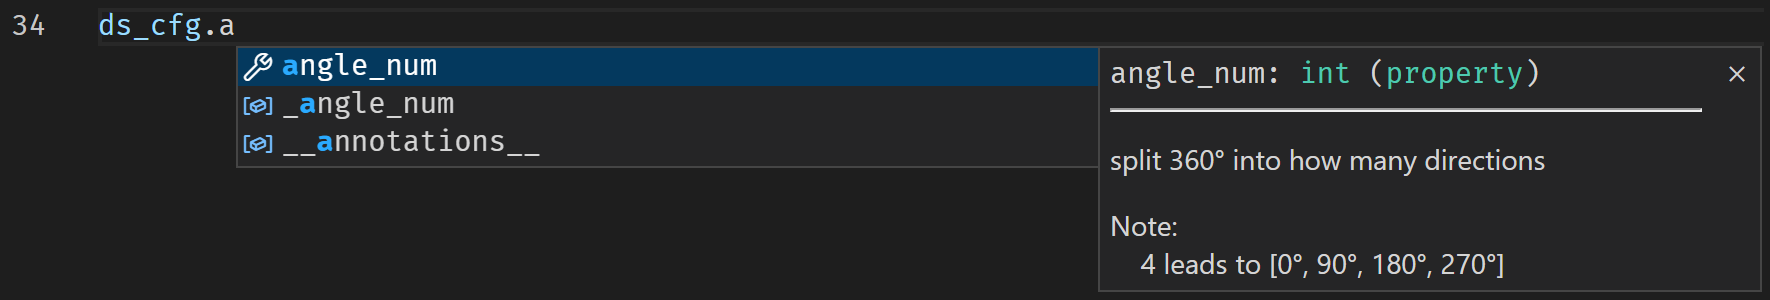 34 ds_cfg.a
angle_num
_angle_num
__annotations__
angle_num: int (property)
split 360° into how many directions
Note:
4 leads to [0°, 90°, 180°, 270°]